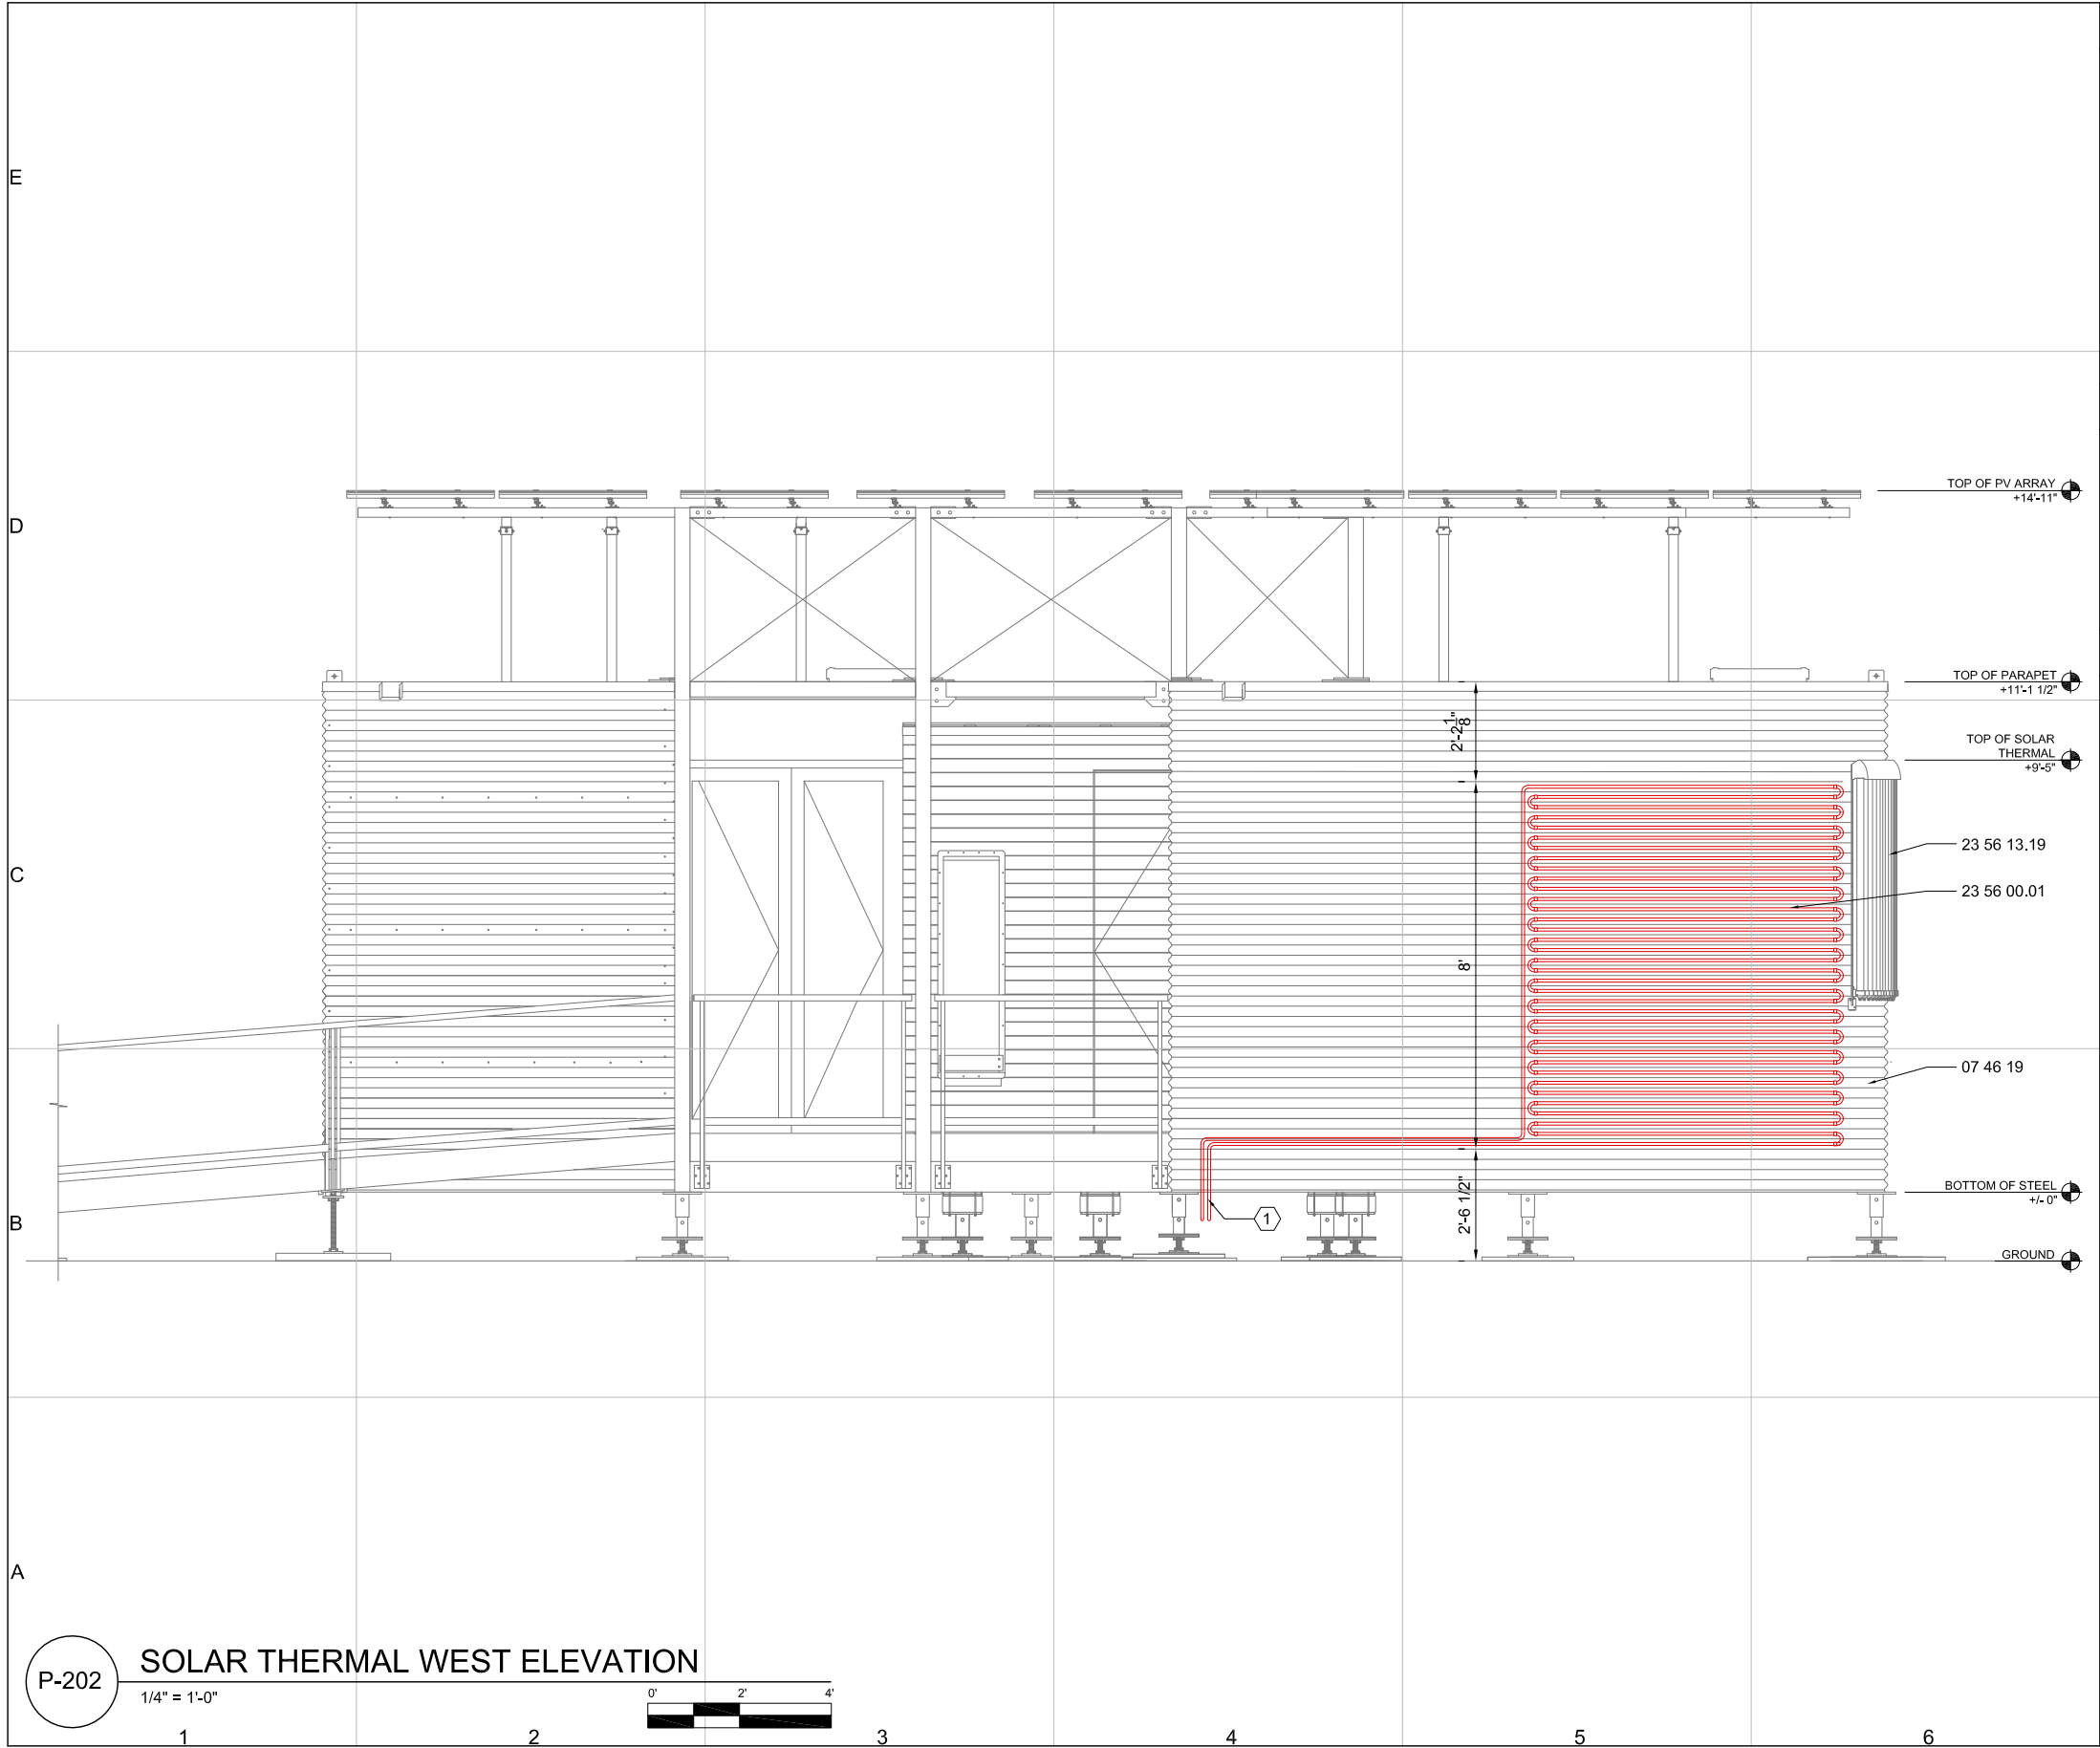 E
D
C
B
A
TOP OF PV ARRAY
+14'-11"
TOP OF PARAPET
+11'-1 1/2"
TOP OF SOLAR
THERMAL
+9'-5"
2'-2 1/8"
8'
2'-6 1/2"
23 56 13.19
23 56 00.01
07 46 19
BOTTOM OF STEEL
+/- 0"
1
GROUND
P-202
SOLAR THERMAL WEST ELEVATION
1/4" = 1'-0"
0' 2' 4'
1 2 3 4 5 6